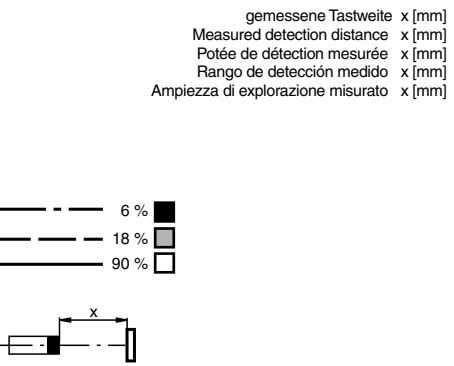 gemessene Tastweite x [mm]
Measured detection distance x [mm]
Potée de détection mesurée x [mm]
Rango de detección medido x [mm]
Ampiezza di explorazione misurato x [mm]
6 %
18 %
90 %
x